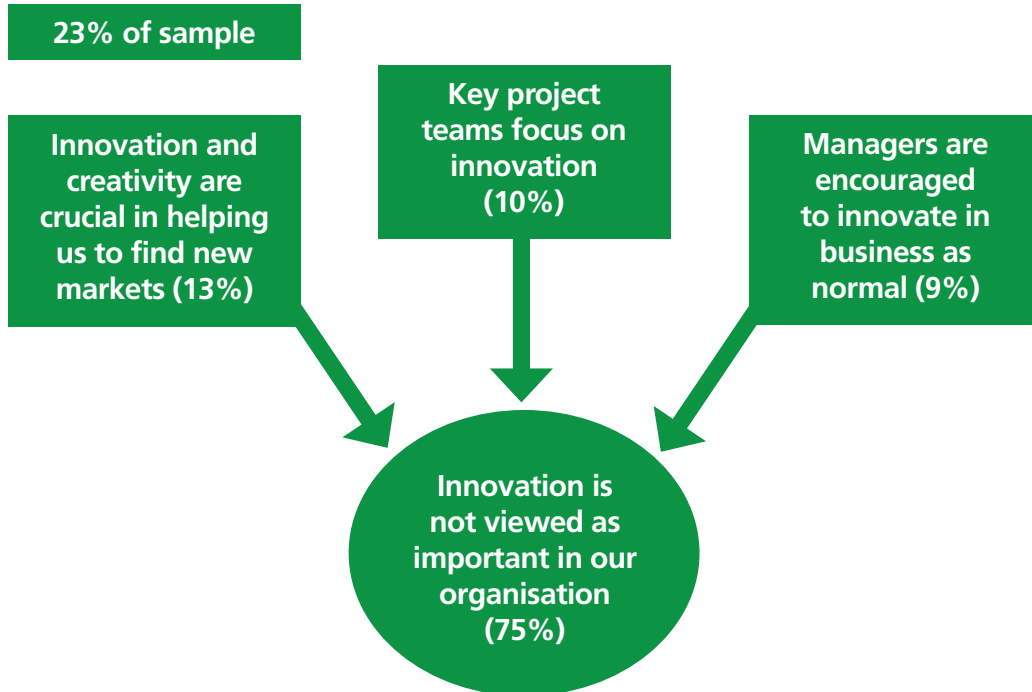 23% of sample
Innovation and
creativity are
crucial in helping
us to find new
markets (13%)
Key project
teams focus on
innovation
(10%)
Managers are
encouraged
to innovate in
business as
normal (9%)
Innovation is
not viewed as
important in our
organisation
(75%)